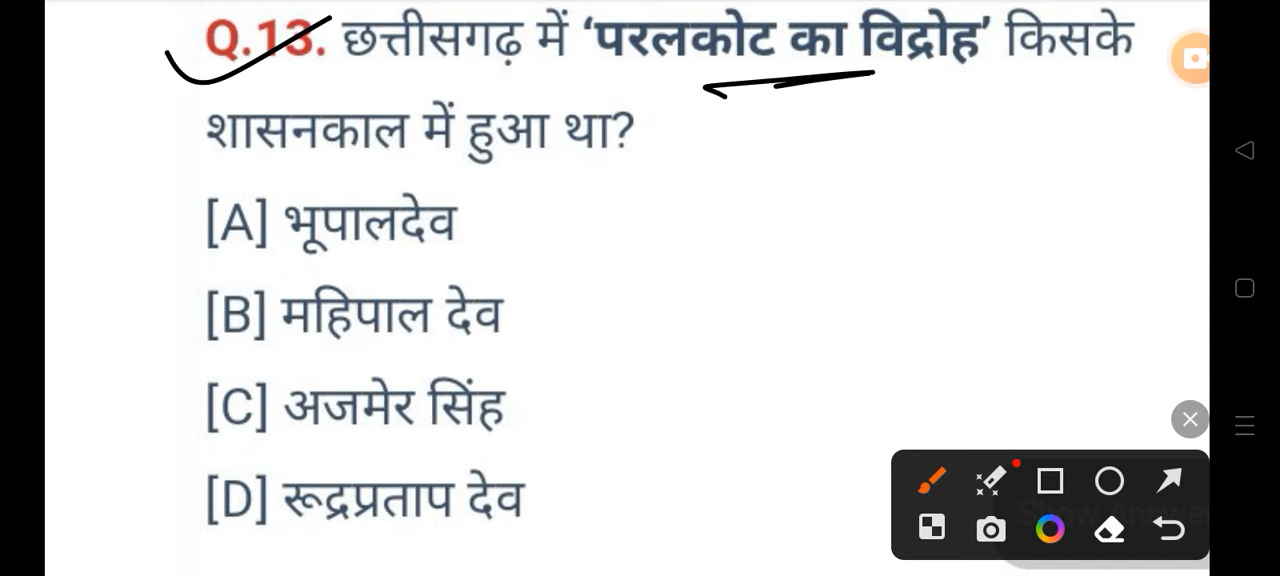 Q.13. छत्तीसगढ़ में ‘परलकोट का विद्रोह’ किसके
शासनकाल में हुआ था?
[A] भूपालदेव
[B] महिपाल देव
[C] अजमेर सिंह
[D] रूद्रप्रताप देव